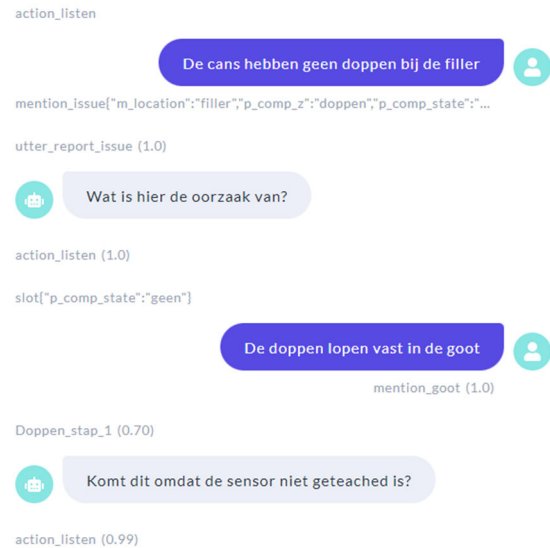 action_listen
De cans hebben geen doppen bij de filler
mention_issue{"m_location":"filler","p_comp_z":"doppen","p_comp_state":"...
utter_report_issue (1.0)
Wat is hier de oorzaak van?
action_listen (1.0)
slot{"p_comp_state":"geen"}
De doppen lopen vast in de goot
mention_goot (1.0)
Doppen_stap_1 (0.70)
Komt dit omdat de sensor niet geteached is?
action_listen (0.99)